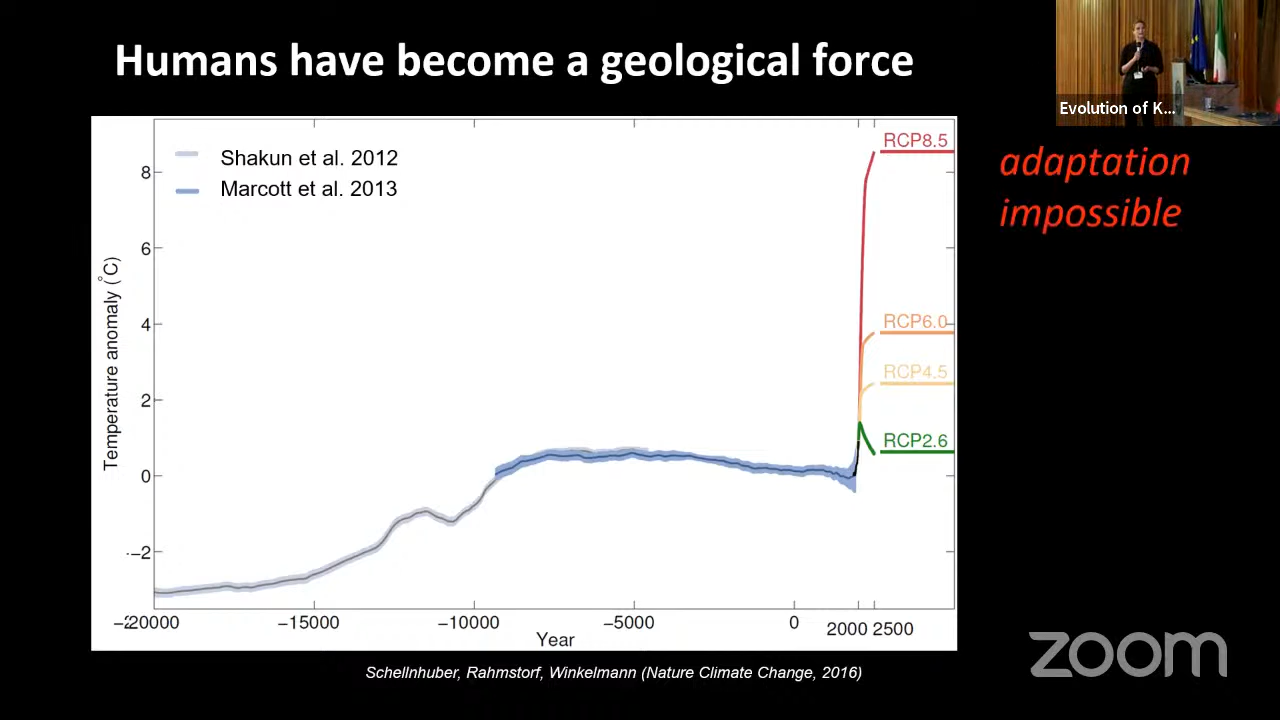 Humans have become a geological force
Evolution of K...
adaptation
impossible
Shakun et al. 2012
Marcott et al. 2013
RCP8.5
RCP6.0
RCP4.5
RCP2.6
8
6
4
2
0
−2
Temperature anomaly (°C)
−20000 −15000 −10000 −5000 0 2000 2500
Year
Schellnhuber, Rahmstorf, Winkelmann (Nature Climate Change, 2016)
zoom